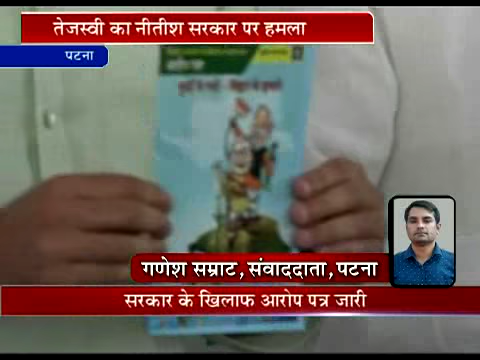 तेजस्वी का नीतीश सरकार पर हमला
पटना
गणेश सम्राट, संवाददाता, पटना
सरकार के खिलाफ आरोप पत्र जारी